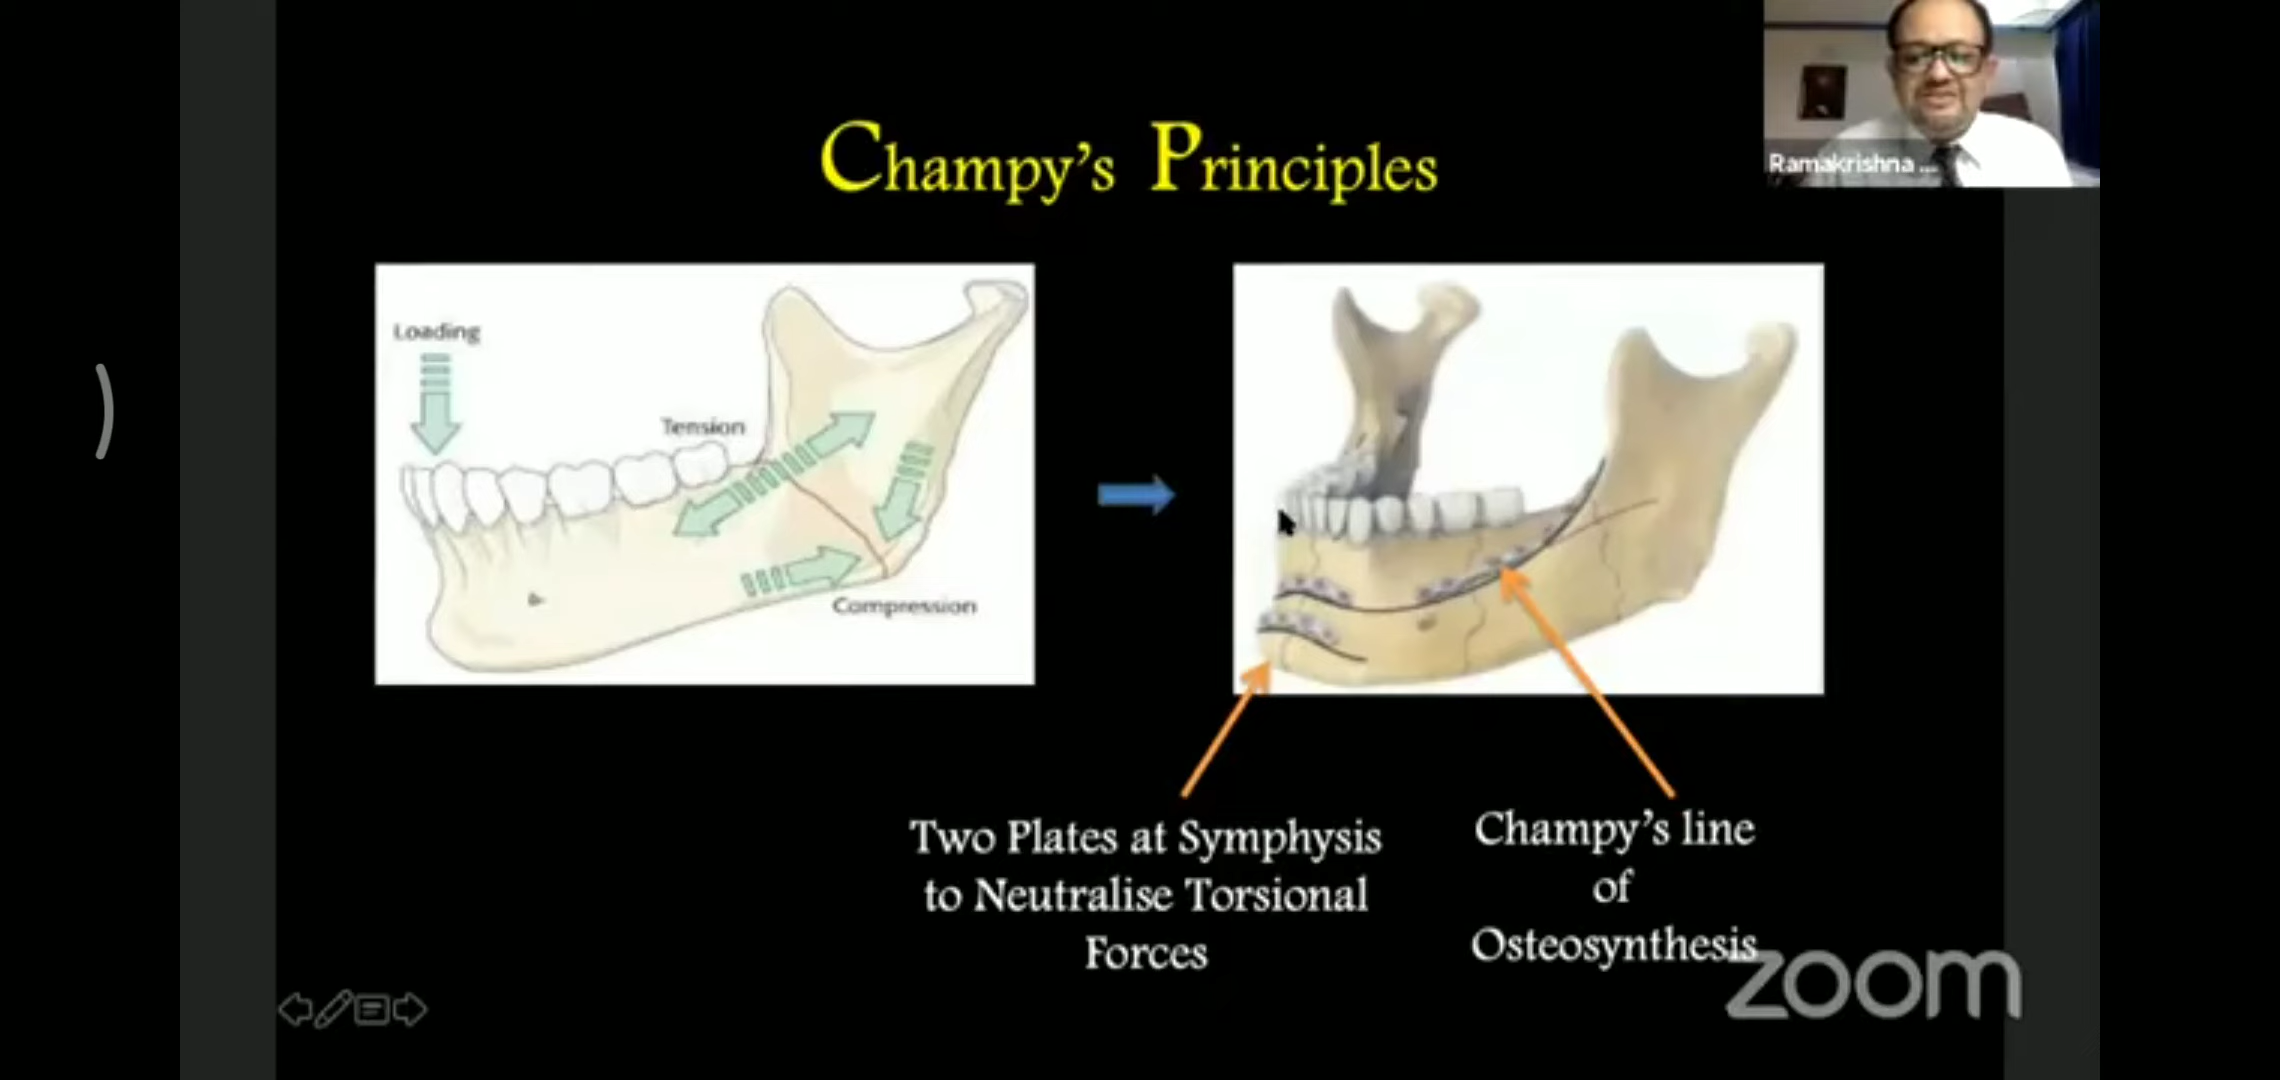 Ramakrishna ...
Champy's Principles
Loading
Tension
Compression
Two Plates at Symphysis
to Neutralise Torsional
Forces
Champy's line
of
Osteosynthesis
zoom